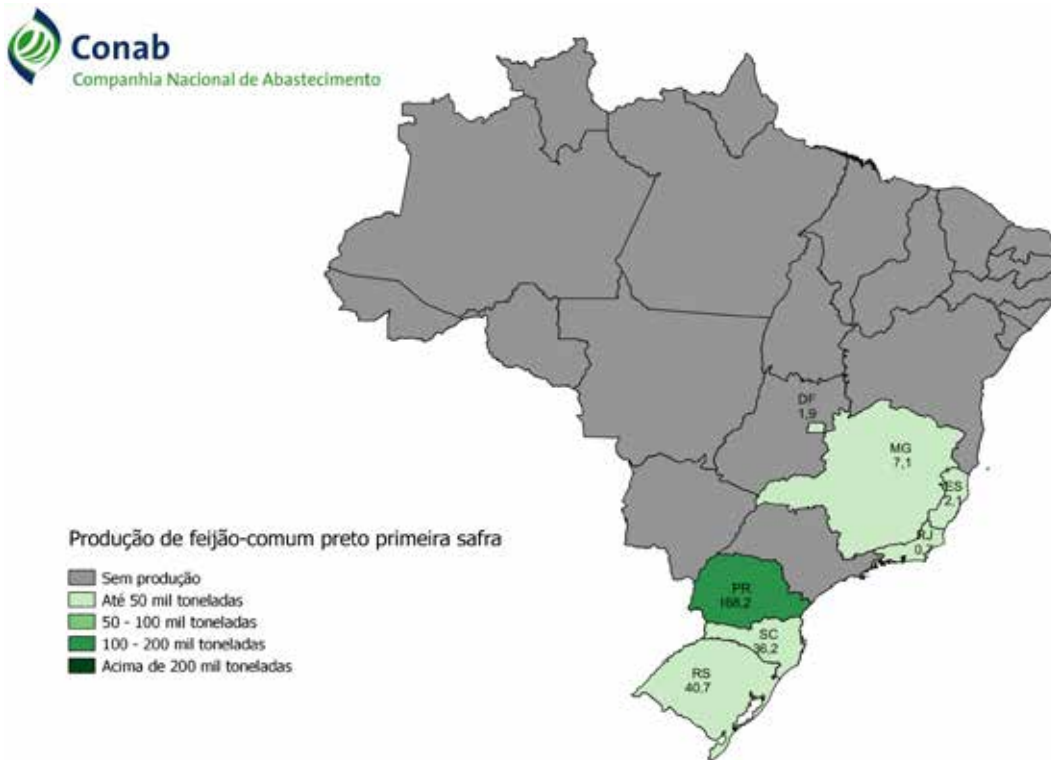 Conab
Companhia Nacional de Abastecimento
DF
1,9
MG
7,1
ES
2,1
RJ
0,7
PR
168,2
SC
36,2
RS
40,7
Produção de feijão-comum preto primeira safra
Sem produção
Até 50 mil toneladas
50 - 100 mil toneladas
100 - 200 mil toneladas
Acima de 200 mil toneladas